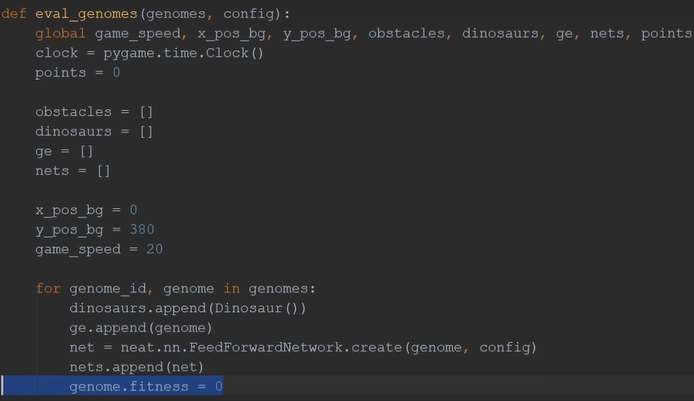 def eval_genomes(genomes, config):
    global game_speed, x_pos_bg, y_pos_bg, obstacles, dinosaurs, ge, nets, points
    clock = pygame.time.Clock()
    points = 0

    obstacles = []
    dinosaurs = []
    ge = []
    nets = []

    x_pos_bg = 0
    y_pos_bg = 380
    game_speed = 20

    for genome_id, genome in genomes:
        dinosaurs.append(Dinosaur())
        ge.append(genome)
        net = neat.nn.FeedForwardNetwork.create(genome, config)
        nets.append(net)
        genome.fitness = 0